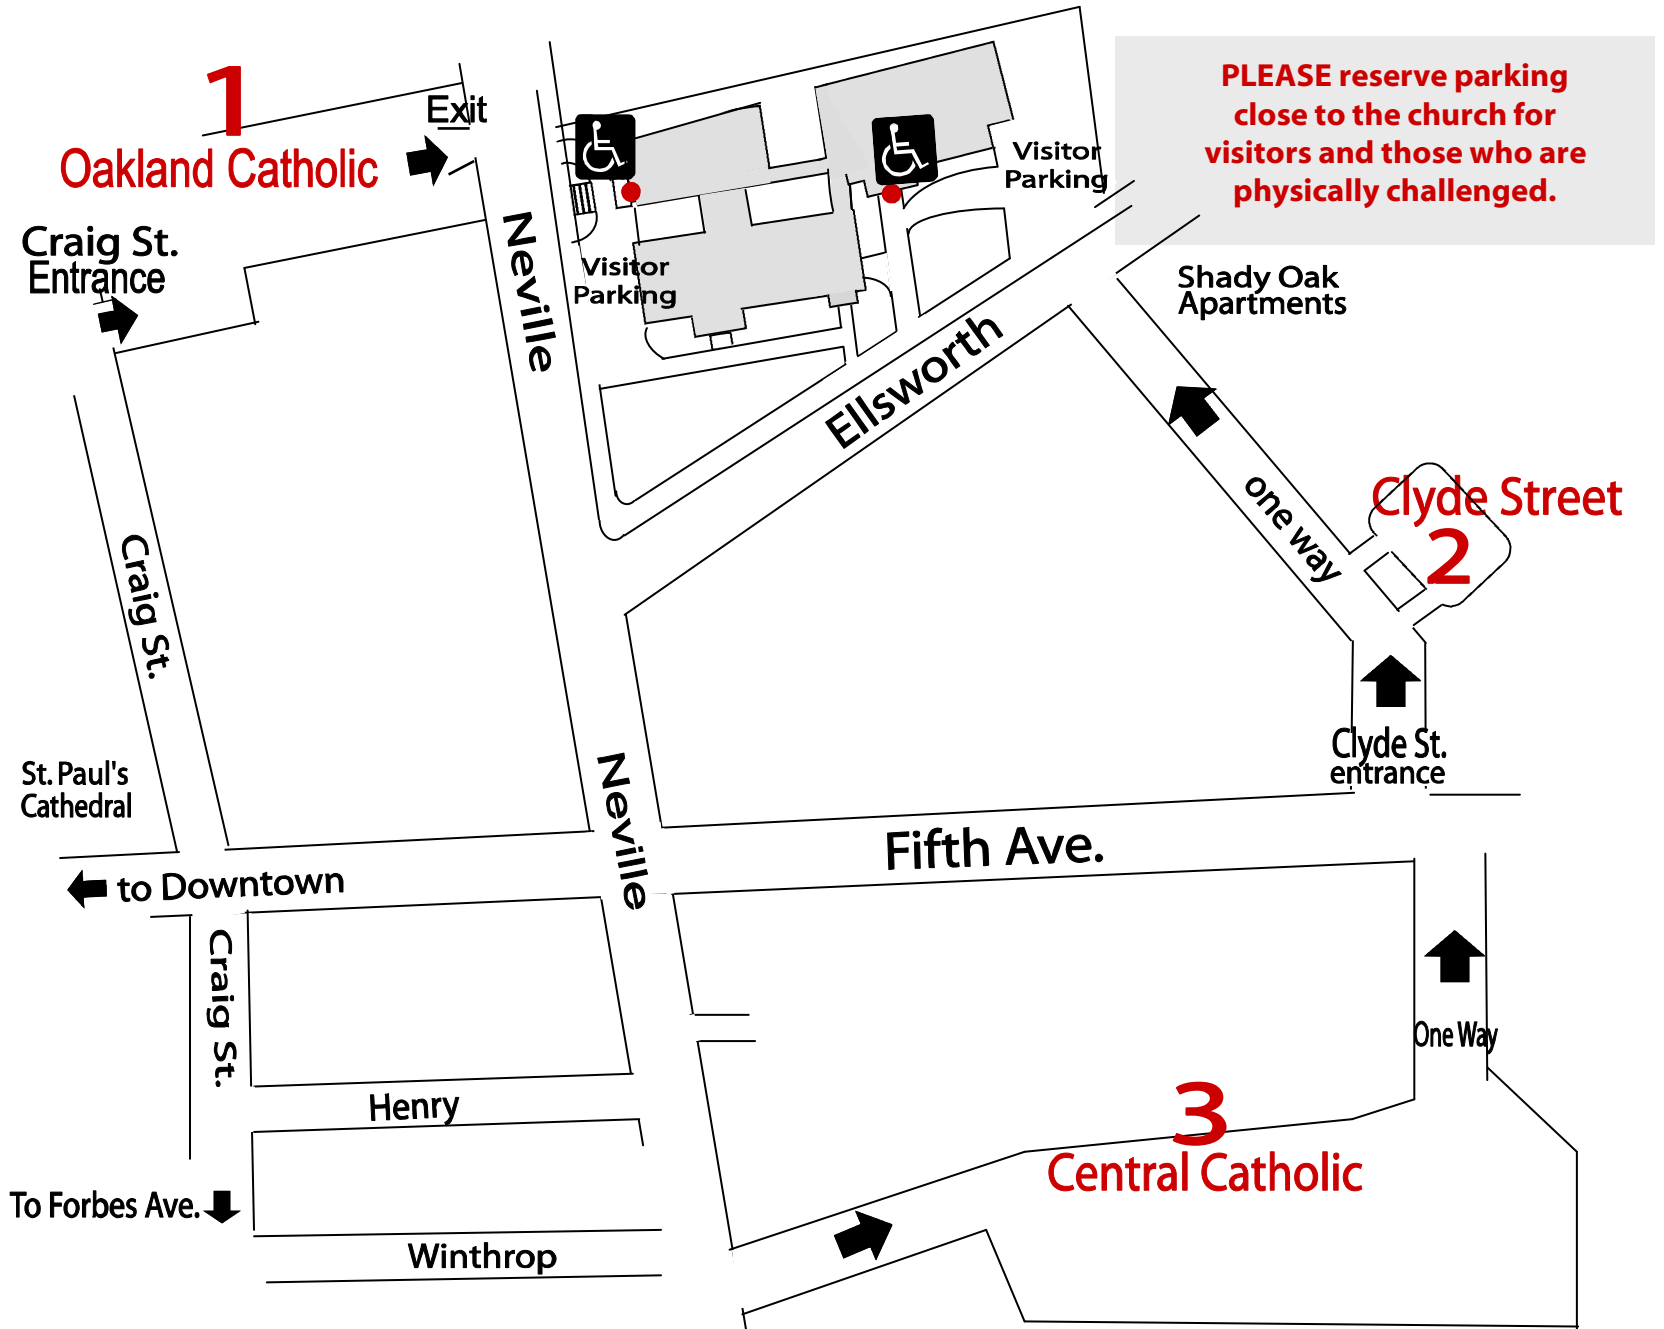 1
Oakland Catholic
Exit
PLEASE reserve parking
close to the church for
visitors and those who are
physically challenged.
Visitor
Parking
Craig St.
Entrance
Neville
Visitor
Parking
Shady Oak
Apartments
Ellsworth
one way
Clyde Street
2
Craig St.
Clyde St.
entrance
St. Paul's
Cathedral
Neville
Fifth Ave.
to Downtown
Craig St.
One Way
Henry
3
Central Catholic
To Forbes Ave.
Winthrop